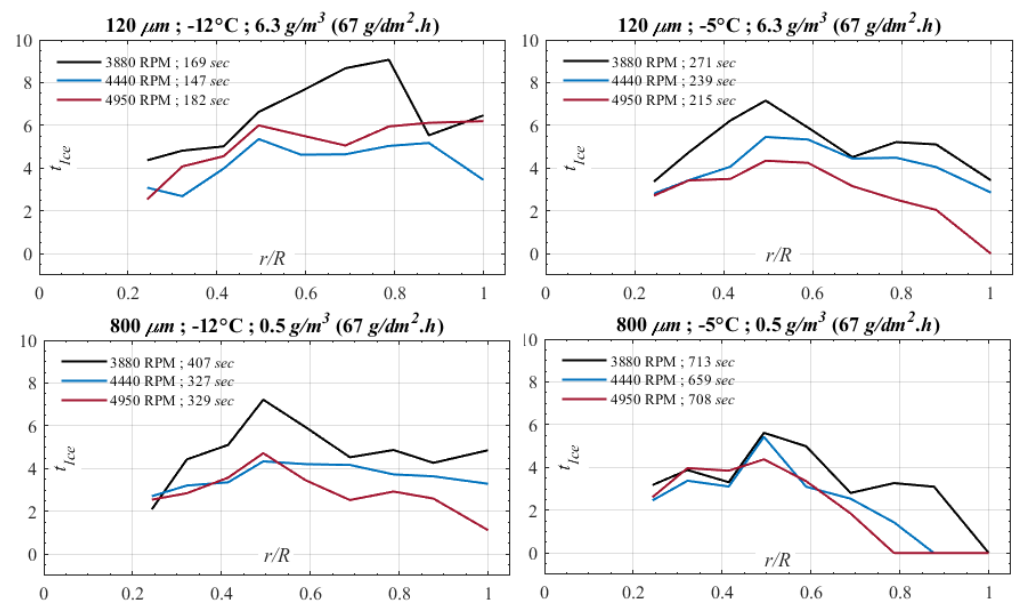 120 µm ; -12°C ; 6.3 g/m³ (67 g/dm².h)
10
8
6
4
2
0
t_Ice
3880 RPM ; 169 sec
4440 RPM ; 147 sec
4950 RPM ; 182 sec
r/R
0 0.2 0.4 0.6 0.8 1
120 µm ; -5°C ; 6.3 g/m³ (67 g/dm².h)
10
8
6
4
2
0
t_Ice
3880 RPM ; 271 sec
4440 RPM ; 239 sec
4950 RPM ; 215 sec
r/R
0 0.2 0.4 0.6 0.8 1
800 µm ; -12°C ; 0.5 g/m³ (67 g/dm².h)
10
8
6
4
2
0
t_Ice
3880 RPM ; 407 sec
4440 RPM ; 327 sec
4950 RPM ; 329 sec
r/R
0 0.2 0.4 0.6 0.8 1
800 µm ; -5°C ; 0.5 g/m³ (67 g/dm².h)
10
8
6
4
2
0
t_Ice
3880 RPM ; 713 sec
4440 RPM ; 659 sec
4950 RPM ; 708 sec
r/R
0 0.2 0.4 0.6 0.8 1